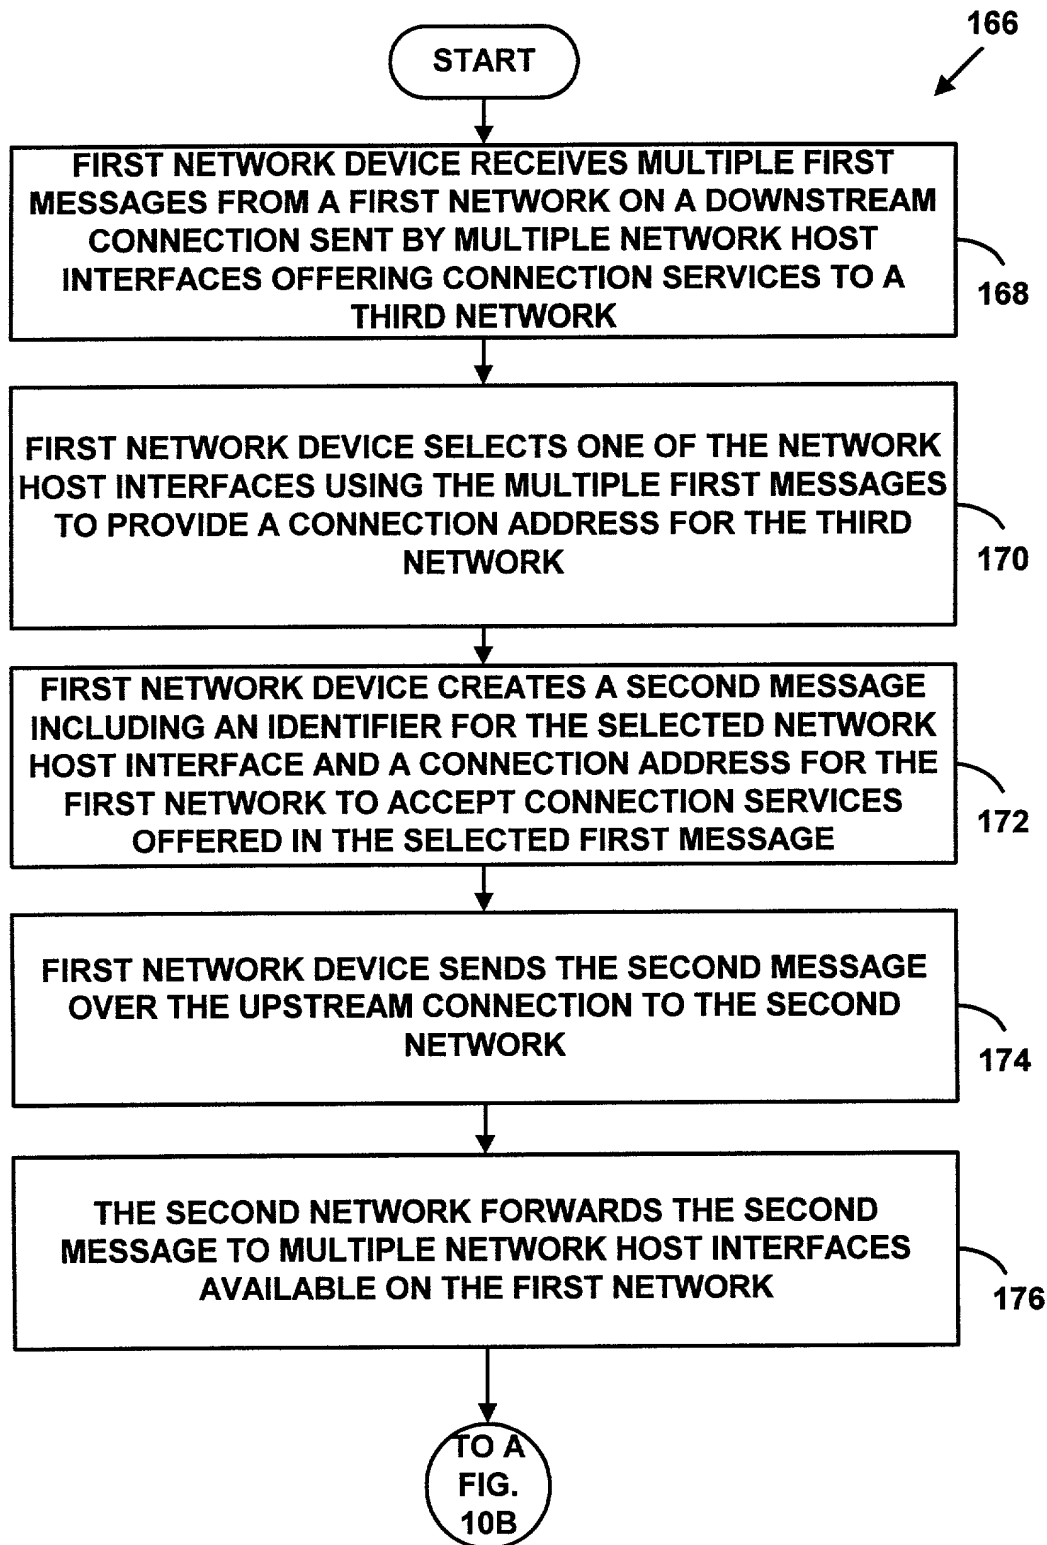 166
START
FIRST NETWORK DEVICE RECEIVES MULTIPLE FIRST
MESSAGES FROM A FIRST NETWORK ON A DOWNSTREAM
CONNECTION SENT BY MULTIPLE NETWORK HOST
INTERFACES OFFERING CONNECTION SERVICES TO A
THIRD NETWORK
168
FIRST NETWORK DEVICE SELECTS ONE OF THE NETWORK
HOST INTERFACES USING THE MULTIPLE FIRST MESSAGES
TO PROVIDE A CONNECTION ADDRESS FOR THE THIRD
NETWORK
170
FIRST NETWORK DEVICE CREATES A SECOND MESSAGE
INCLUDING AN IDENTIFIER FOR THE SELECTED NETWORK
HOST INTERFACE AND A CONNECTION ADDRESS FOR THE
FIRST NETWORK TO ACCEPT CONNECTION SERVICES
OFFERED IN THE SELECTED FIRST MESSAGE
172
FIRST NETWORK DEVICE SENDS THE SECOND MESSAGE
OVER THE UPSTREAM CONNECTION TO THE SECOND
NETWORK
174
THE SECOND NETWORK FORWARDS THE SECOND
MESSAGE TO MULTIPLE NETWORK HOST INTERFACES
AVAILABLE ON THE FIRST NETWORK
176
TO A
FIG.
10B